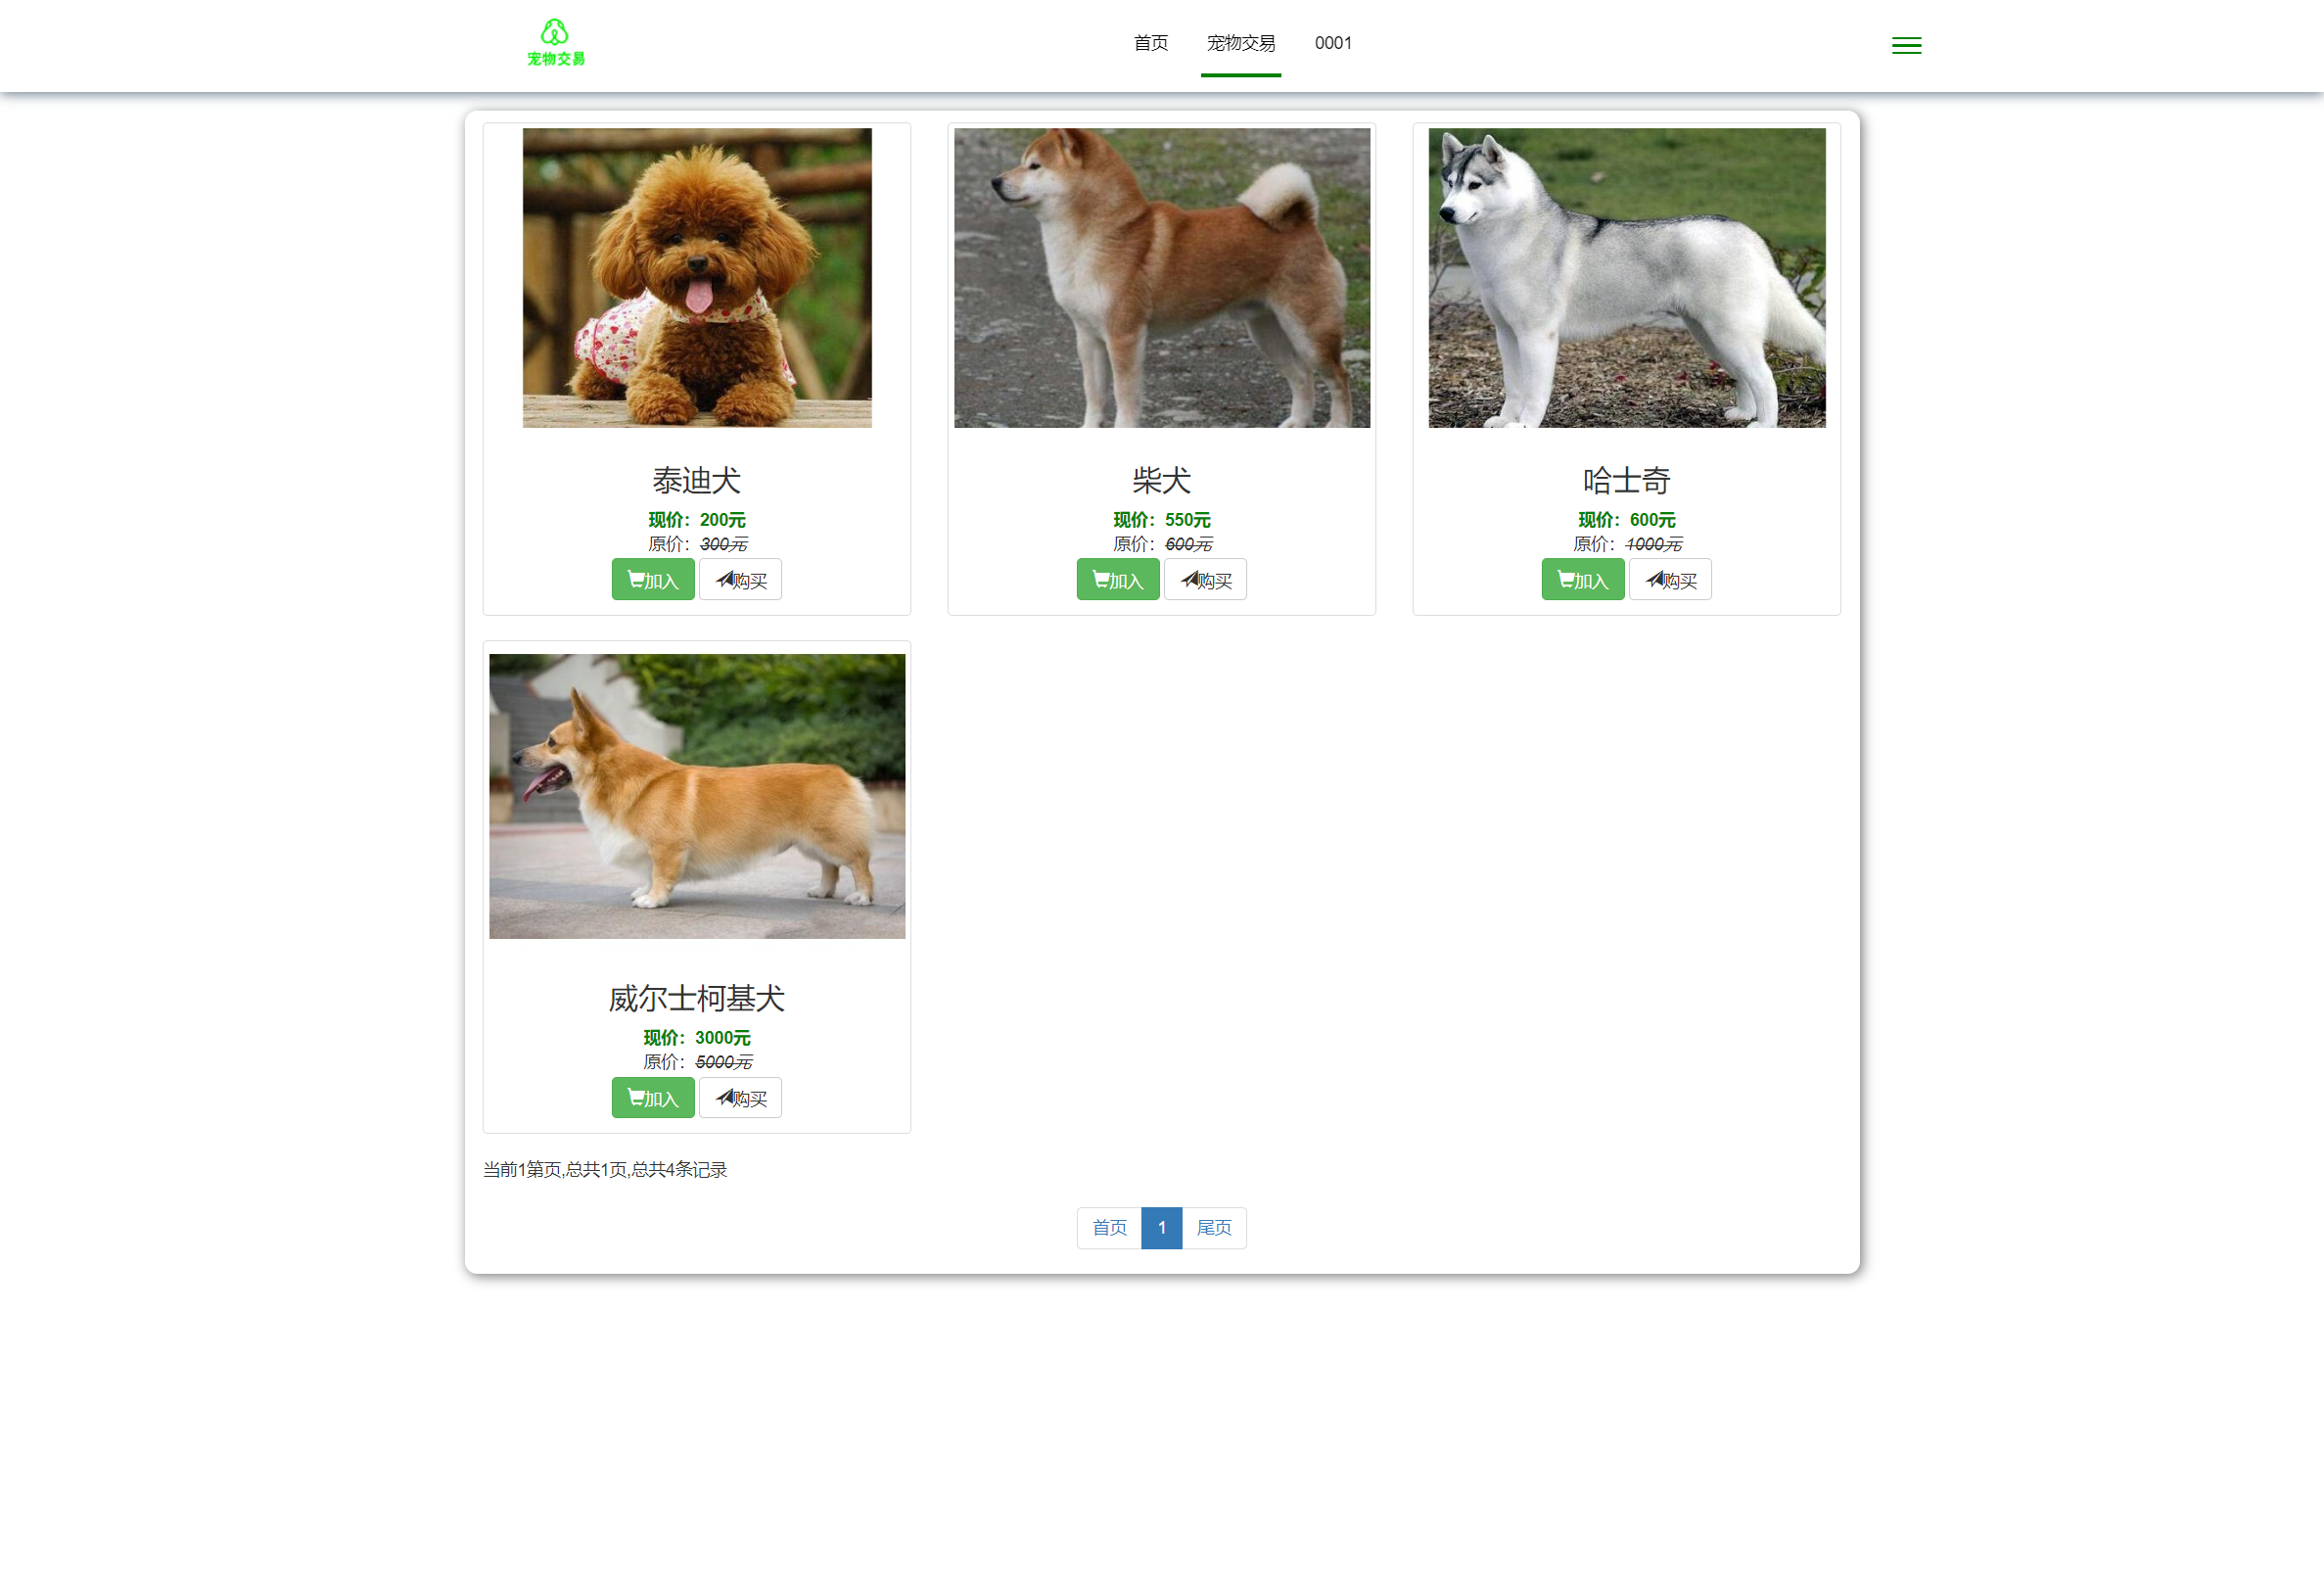 宠物交易
首页 宠物交易 0001
泰迪犬
现价：200元
原价：300元
加入 购买
柴犬
现价：550元
原价：600元
加入 购买
哈士奇
现价：600元
原价：1000元
加入 购买
威尔士柯基犬
现价：3000元
原价：5000元
加入 购买
当前1第页,总共1页,总共4条记录
首页 1 尾页